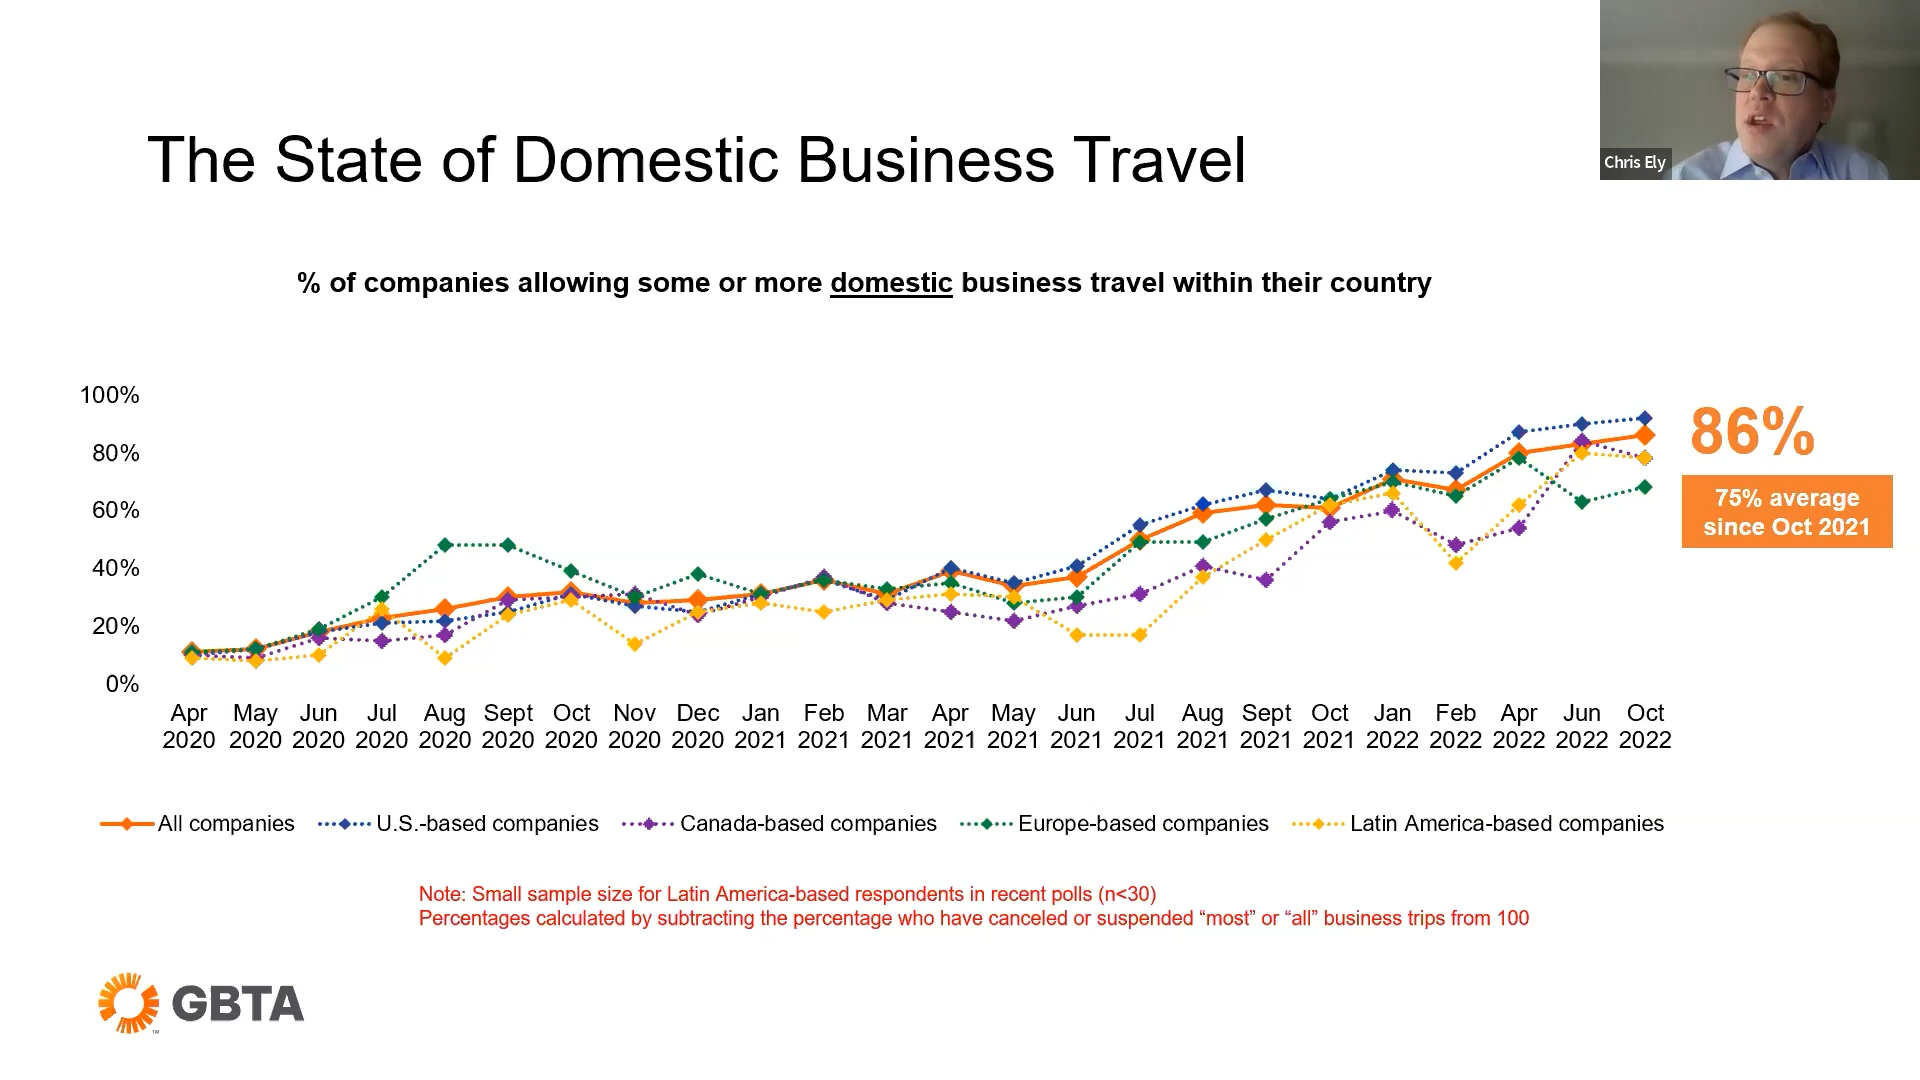 Chris Ely
The State of Domestic Business Travel
% of companies allowing some or more domestic business travel within their country
100%
80%
60%
40%
20%
0%
86%
75% average
since Oct 2021
Apr May Jun Jul Aug Sept Oct Nov Dec Jan Feb Mar Apr May Jun Jul Aug Sept Oct Jan Feb Apr Jun Oct
2020 2020 2020 2020 2020 2020 2020 2020 2020 2021 2021 2021 2021 2021 2021 2021 2021 2021 2021 2022 2022 2022 2022 2022
All companies U.S.-based companies Canada-based companies Europe-based companies Latin America-based companies
Note: Small sample size for Latin America-based respondents in recent polls (n<30)
Percentages calculated by subtracting the percentage who have canceled or suspended “most” or “all” business trips from 100
GBTA
TM